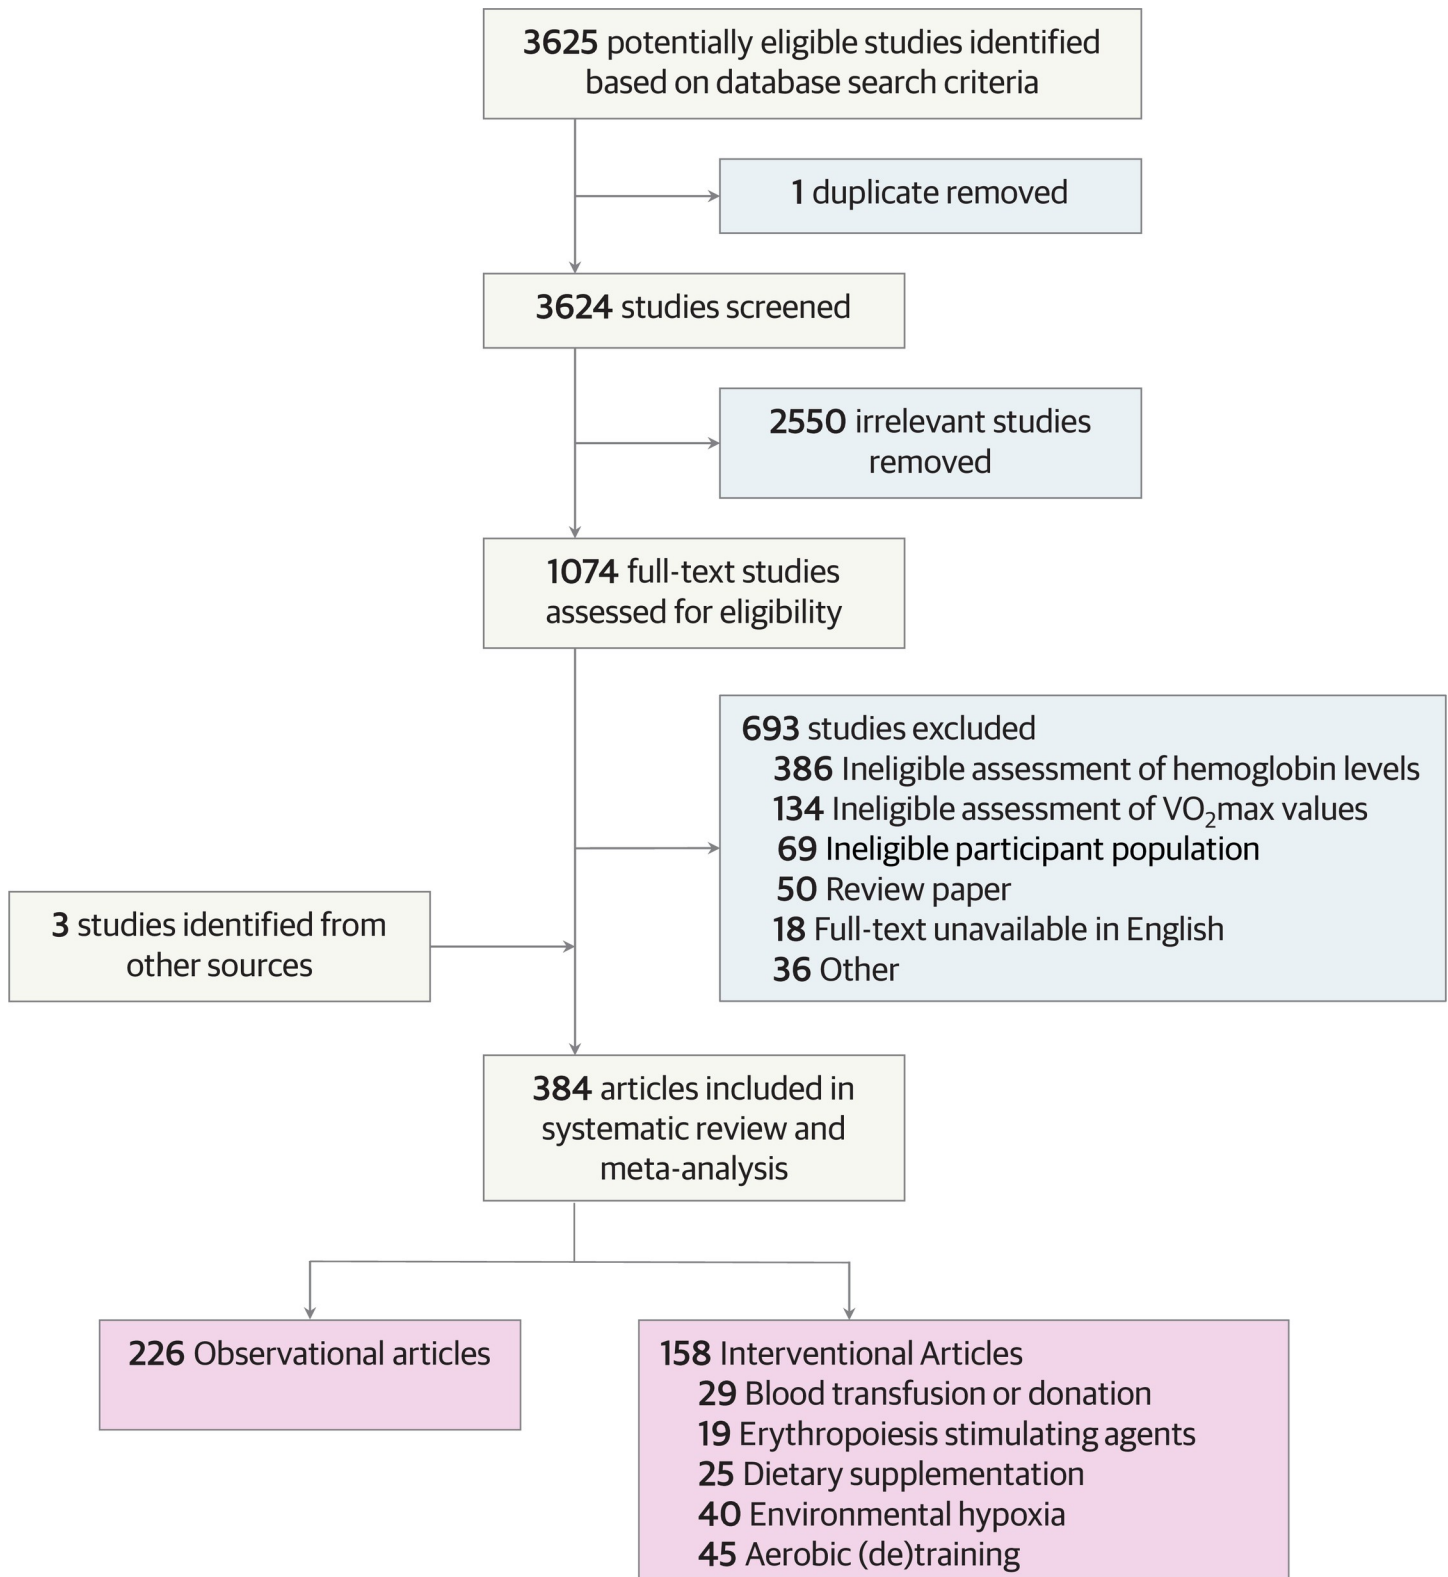 3625 potentially eligible studies identified
based on database search criteria
1 duplicate removed
3624 studies screened
2550 irrelevant studies
removed
1074 full-text studies
assessed for eligibility
693 studies excluded
386 Ineligible assessment of hemoglobin levels
134 Ineligible assessment of VO₂max values
69 Ineligible participant population
50 Review paper
18 Full-text unavailable in English
36 Other
3 studies identified from
other sources
384 articles included in
systematic review and
meta-analysis
226 Observational articles
158 Interventional Articles
29 Blood transfusion or donation
19 Erythropoiesis stimulating agents
25 Dietary supplementation
40 Environmental hypoxia
45 Aerobic (de)training